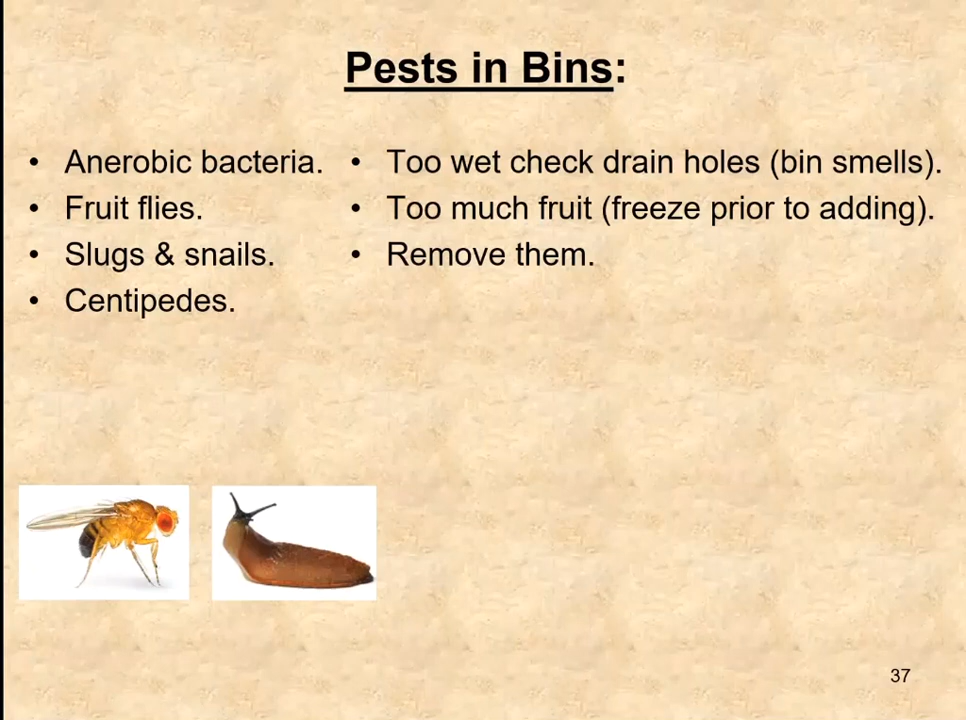 Pests in Bins:
• Anerobic bacteria.
• Fruit flies.
• Slugs & snails.
• Centipedes.
• Too wet check drain holes (bin smells).
• Too much fruit (freeze prior to adding).
• Remove them.
37